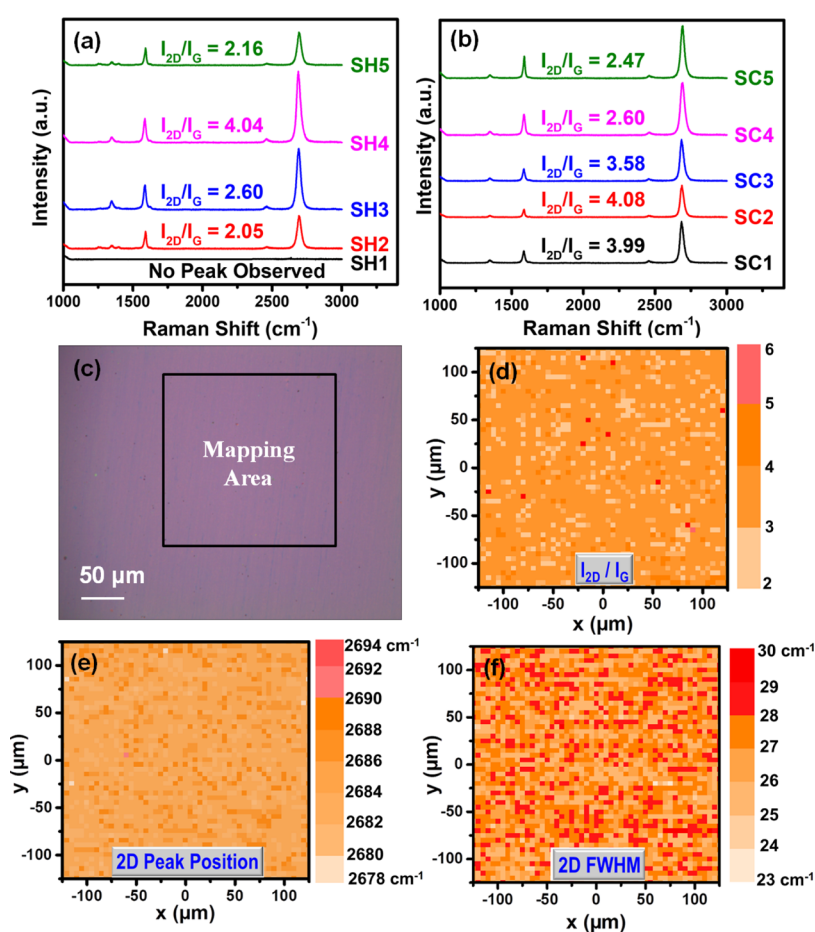 (a)
I2D/IG = 2.16
SH5
I2D/IG = 4.04
SH4
I2D/IG = 2.60
SH3
I2D/IG = 2.05
SH2
No Peak Observed
SH1
Intensity (a.u.)
1000 1500 2000 2500 3000
Raman Shift (cm-1)
(b)
I2D/IG = 2.47
SC5
I2D/IG = 2.60
SC4
I2D/IG = 3.58
SC3
I2D/IG = 4.08
SC2
I2D/IG = 3.99
SC1
Intensity (a.u.)
1000 1500 2000 2500 3000
Raman Shift (cm-1)
(c)
Mapping
Area
50 μm
(d)
y (μm)
100
50
0
-50
-100
I2D / IG
-100 -50 0 50 100
x (μm)
6
5
4
3
2
(e)
y (μm)
100
50
0
-50
-100
2D Peak Position
-100 -50 0 50 100
x (μm)
2694 cm-1
2692
2690
2688
2686
2684
2682
2680
2678 cm-1
(f)
y (μm)
100
50
0
-50
-100
2D FWHM
-100 -50 0 50 100
x (μm)
30 cm-1
29
28
27
26
25
24
23 cm-1